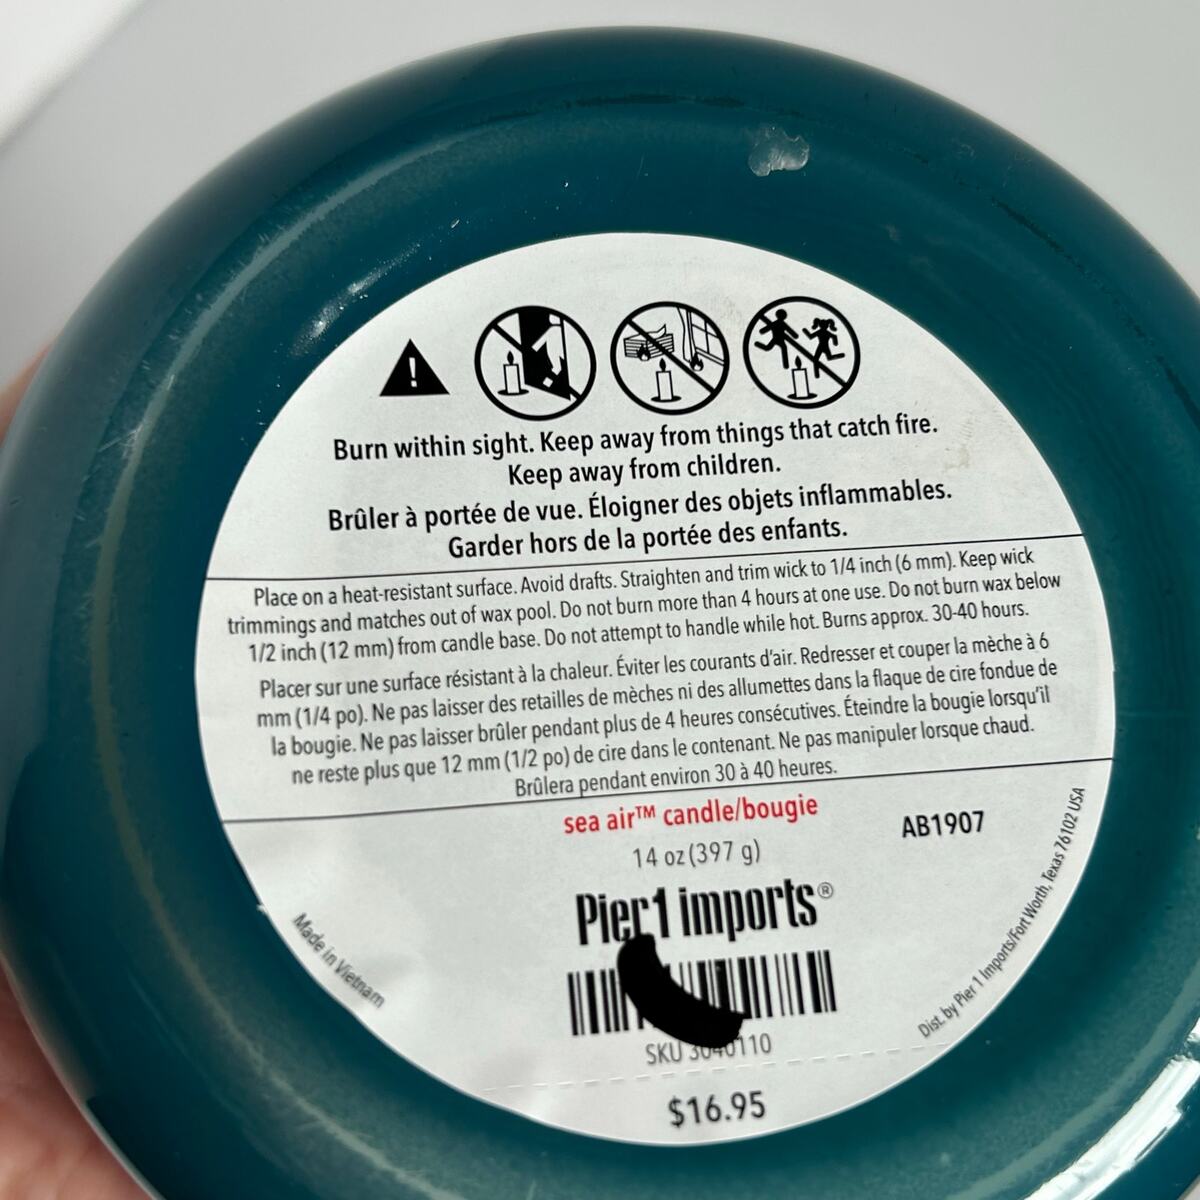 Burn within sight. Keep away from things that catch fire.
Keep away from children.
Brûler à portée de vue. Éloigner des objets inflammables.
Garder hors de la portée des enfants.
Place on a heat-resistant surface. Avoid drafts. Straighten and trim wick to 1/4 inch (6 mm). Keep wick
trimmings and matches out of wax pool. Do not burn more than 4 hours at one use. Do not burn wax below
1/2 inch (12 mm) from candle base. Do not attempt to handle while hot. Burns approx. 30-40 hours.
Placer sur une surface résistant à la chaleur. Éviter les courants d'air. Redresser et couper la mèche à 6
mm (1/4 po). Ne pas laisser des retailles de mèches ni des allumettes dans la flaque de cire fondue de
la bougie. Ne pas laisser brûler pendant plus de 4 heures consécutives. Éteindre la bougie lorsqu'il
ne reste plus que 12 mm (1/2 po) de cire dans le contenant. Ne pas manipuler lorsque chaud.
Brûlera pendant environ 30 à 40 heures.
sea air™ candle/bougie
AB1907
14 oz (397 g)
Pier 1 imports®
Made in Vietnam
Dist. by Pier 1 Imports/Fort Worth, Texas 76102 USA
SKU
$16.95